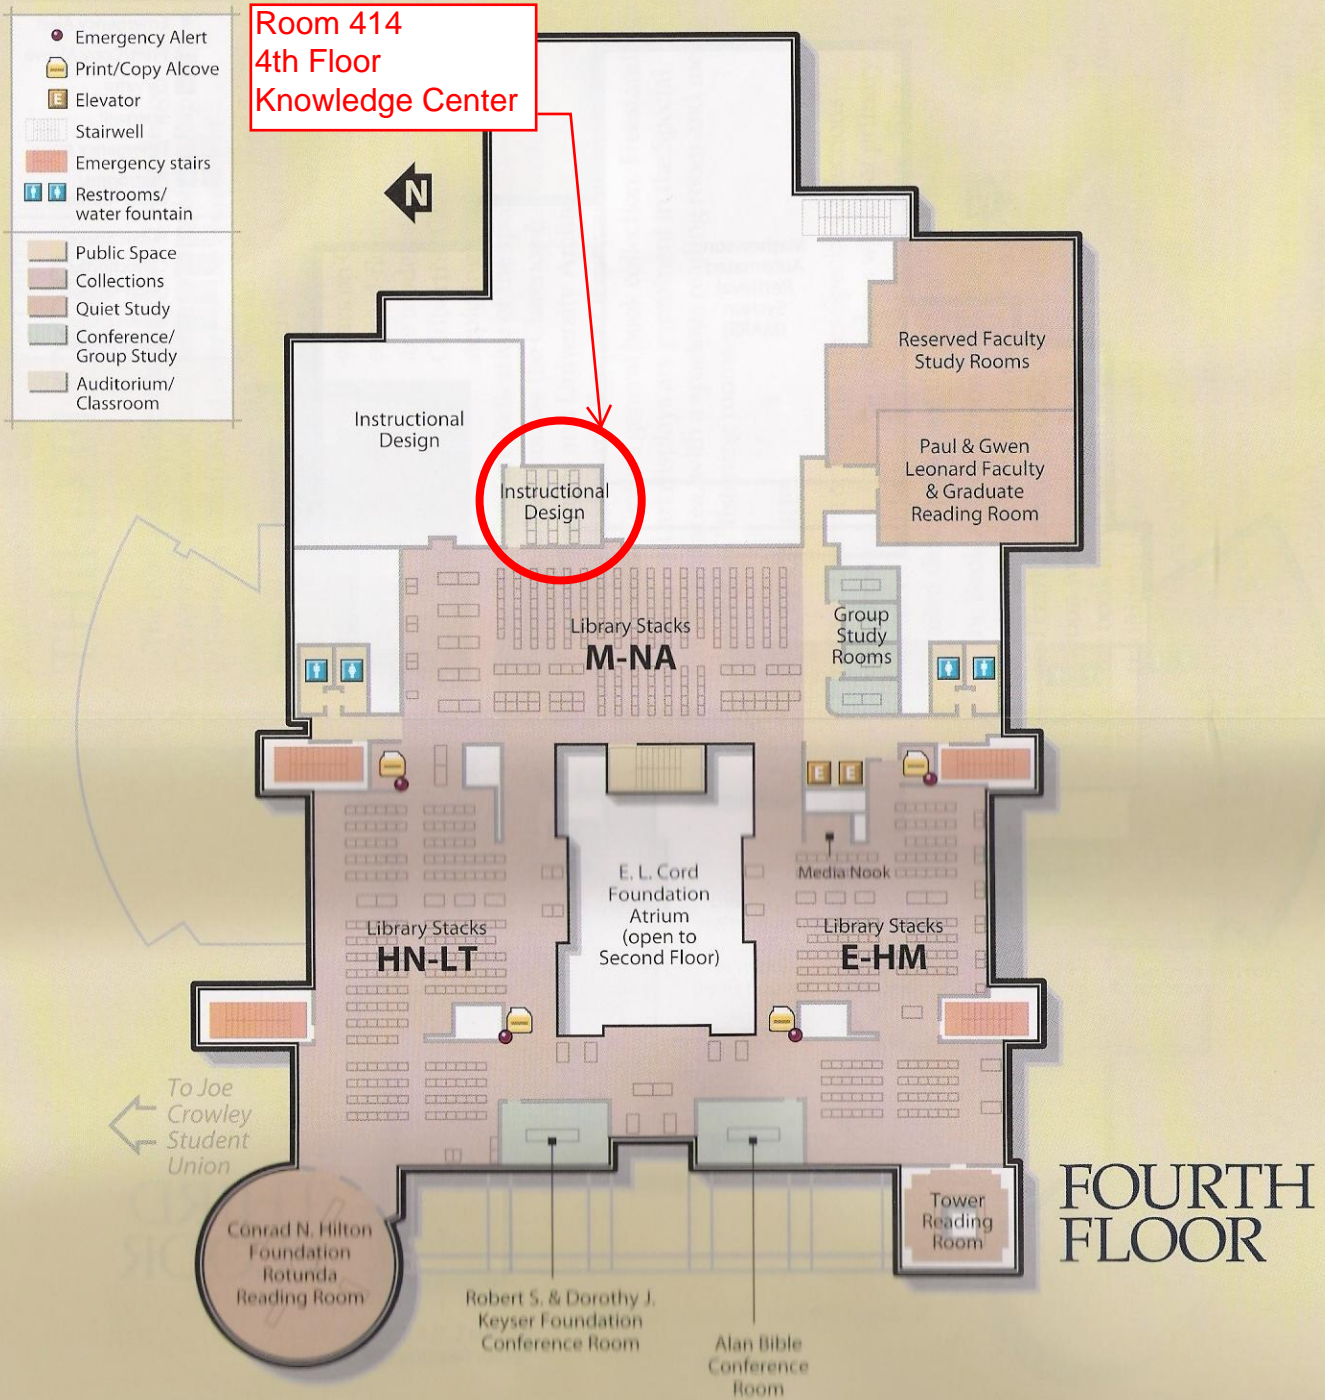 Emergency Alert
Print/Copy Alcove
E
Elevator
Stairwell
Emergency stairs
Restrooms/
water fountain
Public Space
Collections
Quiet Study
Conference/
Group Study
Auditorium/
Classroom
Room 414
4th Floor
Knowledge Center
N
Reserved Faculty
Study Rooms
Instructional
Design
Paul & Gwen
Leonard Faculty
& Graduate
Reading Room
Instructional
Design
Library Stacks
M-NA
Group
Study
Rooms
E E
Media Nook
E. L. Cord
Foundation
Atrium
(open to
Second Floor)
Library Stacks
HN-LT
Library Stacks
E-HM
To Joe
Crowley
Student
Union
Conrad N. Hilton
Foundation
Rotunda
Reading Room
Tower
Reading
Room
FOURTH
FLOOR
Robert S. & Dorothy J.
Keyser Foundation
Conference Room
Alan Bible
Conference
Room